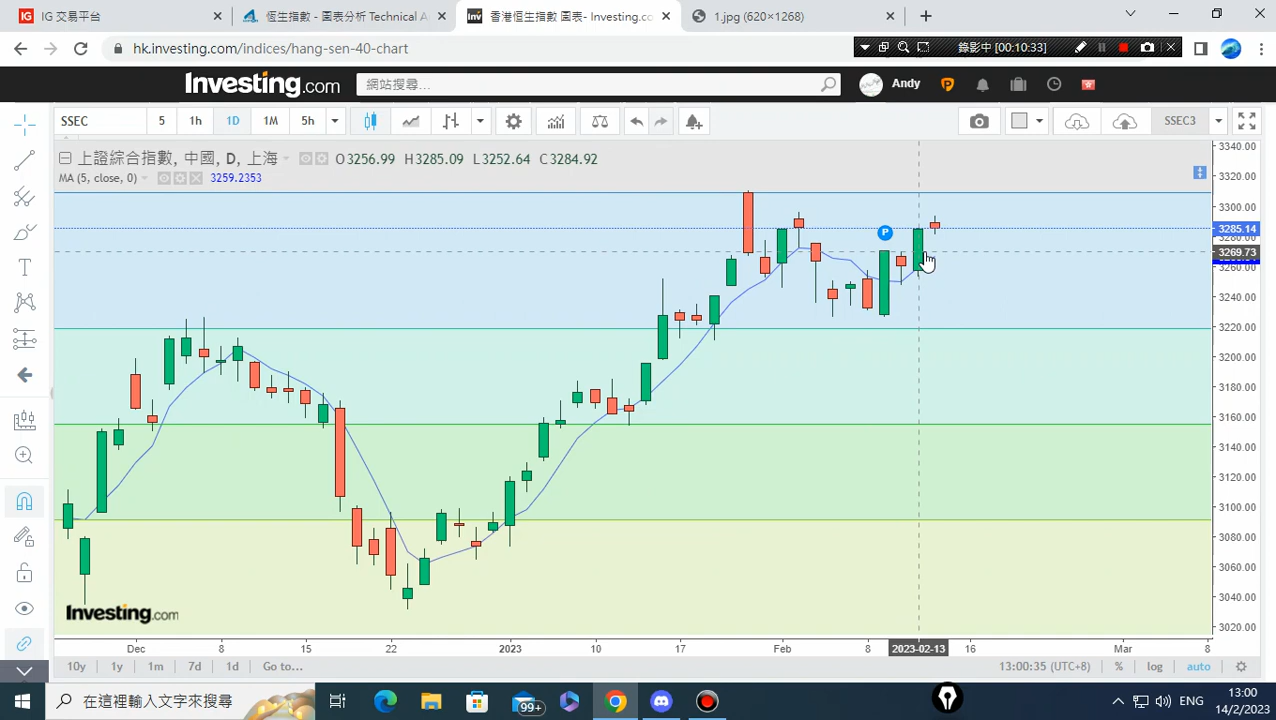 IG 交易平台
恆生指數 - 圖表分析 Technical A
香港恒生指數 圖表- Investing.co
1.jpg (620×1268)
hk.investing.com/indices/hang-sen-40-chart
錄影中 [00:10:33]
Investing.com
網站搜尋...
Andy
SSEC
5
1h
1D
1M
5h
SSEC3
上證綜合指數, 中國, D, 上海
O3256.99 H3285.09 L3252.64 C3284.92
MA (5, close, 0)
3259.2353
P
3340.00
3320.00
3300.00
3285.14
3280.00
3269.73
3260.00
3240.00
3220.00
3200.00
3180.00
3160.00
3140.00
3120.00
3100.00
3080.00
3060.00
3040.00
3020.00
Investing.com
Dec
8
15
22
2023
10
17
Feb
8
2023-02-13
16
Mar
8
10y
1y
1m
7d
1d
Go to...
13:00:35 (UTC+8)
%
log
auto
在這裡輸入文字來搜尋
99+
ENG
13:00
14/2/2023